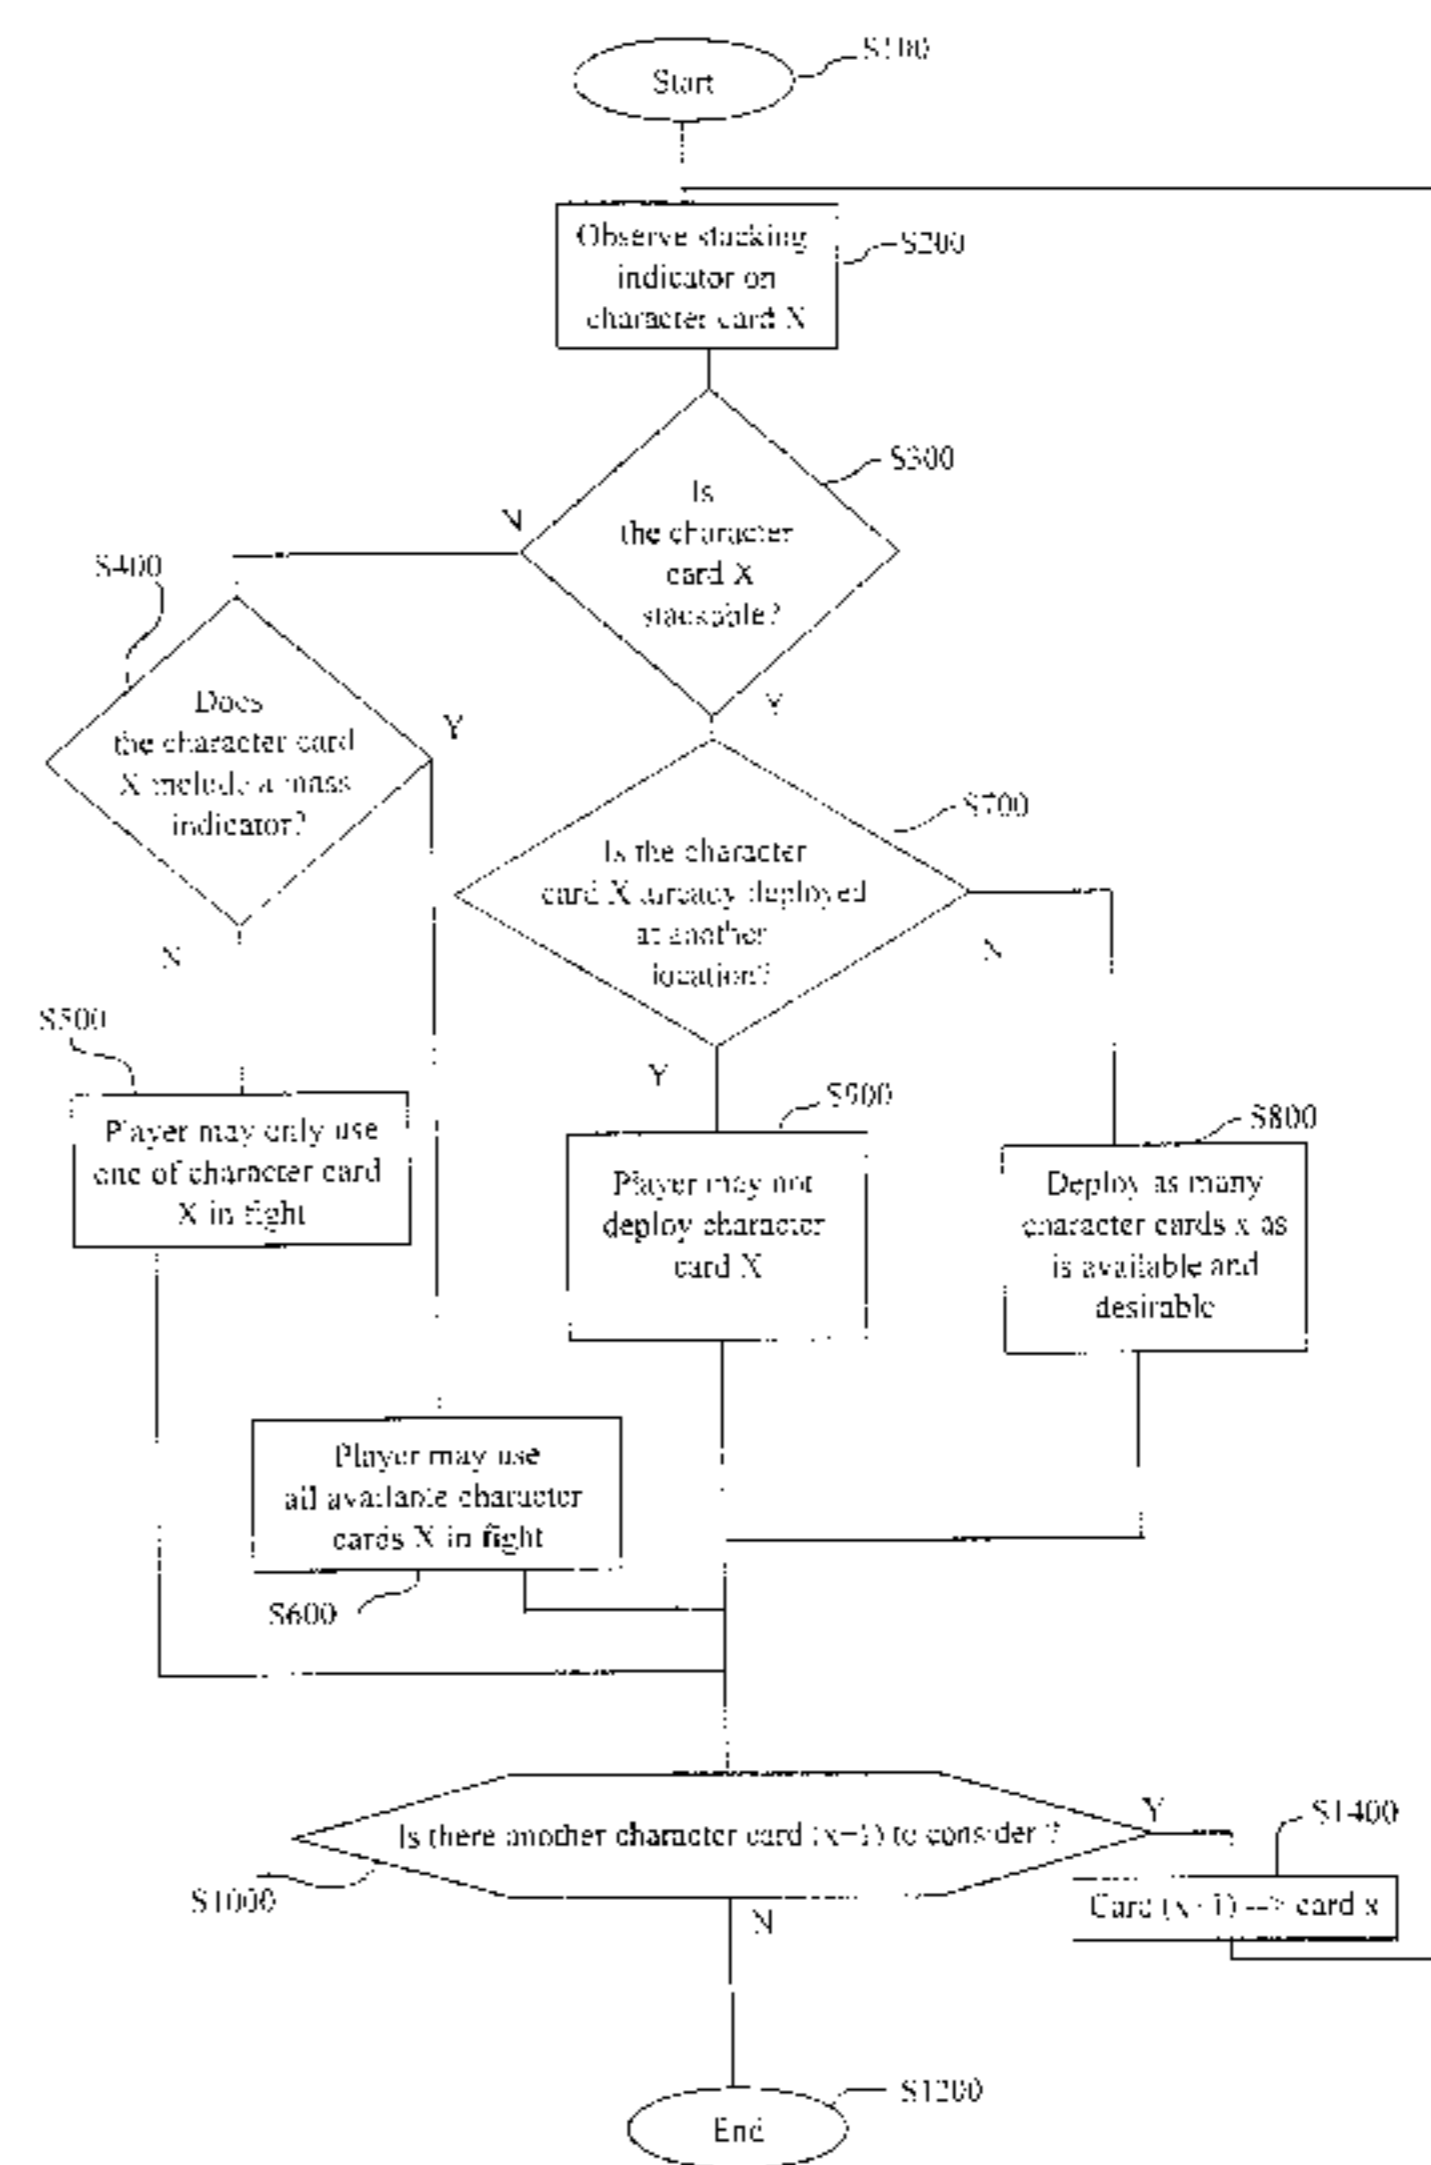 Start
S100
Observe stacking
indicator on
character card X
S200
Is
the character
card X
stackable?
S300
N
Y
S400
Does
the character card
X include a mass
indicator?
Y
N
S700
Is the character
card X already deployed
at another
location?
N
Y
S500
Player may only use
one of character card
X in fight
S900
Player may not
deploy character
card X
S800
Deploy as many
character cards x as
is available and
desirable
Player may use
all available character
cards X in fight
S600
Is there another character card (x+1) to consider ?
Y
S1400
S1000
N
Card (x+1) --> card x
S1200
End